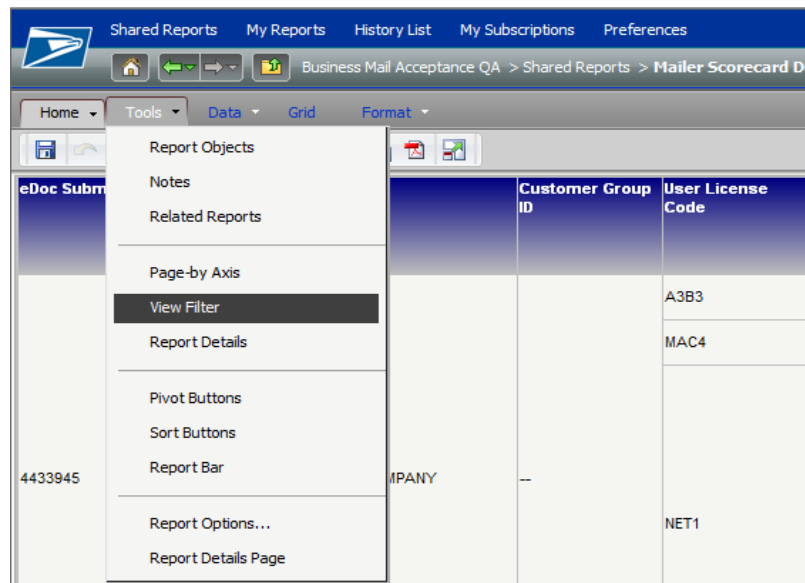 Shared Reports My Reports History List My Subscriptions Preferences
Business Mail Acceptance QA > Shared Reports > Mailer Scorecard D
Home Tools Data Grid Format
Report Objects
Notes
Related Reports
Page-by Axis
View Filter
Report Details
Pivot Buttons
Sort Buttons
Report Bar
Report Options...
Report Details Page
eDoc Subm
Customer Group
ID
User License
Code
A3B3
MAC4
4433945 MPANY --
NET1